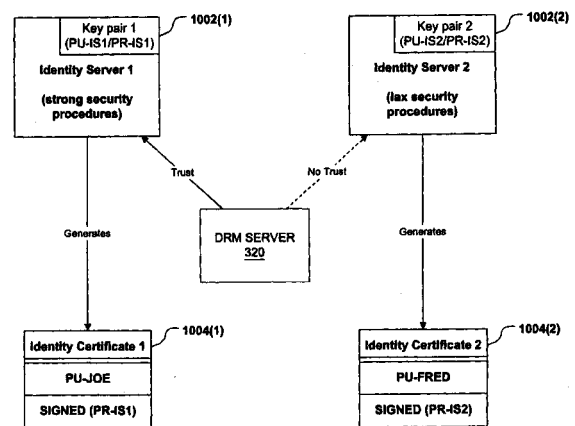 Key pair 1
(PU-IS1/PR-IS1)
1002(1)
Identity Server 1
(strong security
procedures)
Key pair 2
(PU-IS2/PR-IS2)
1002(2)
Identity Server 2
(lax security
procedures)
Trust
No Trust
DRM SERVER
320
Generates
Generates
1004(1)
Identity Certificate 1
PU-JOE
SIGNED (PR-IS1)
1004(2)
Identity Certificate 2
PU-FRED
SIGNED (PR-IS2)